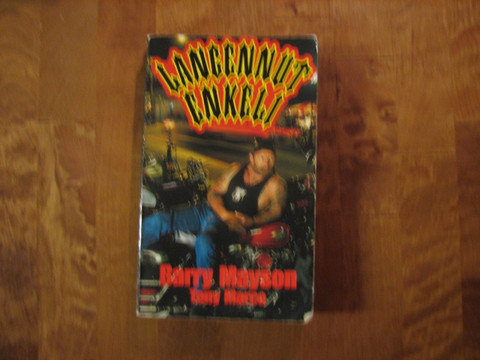 LANGENNUT
ENKELI
Barry Mayson
Tony Marco